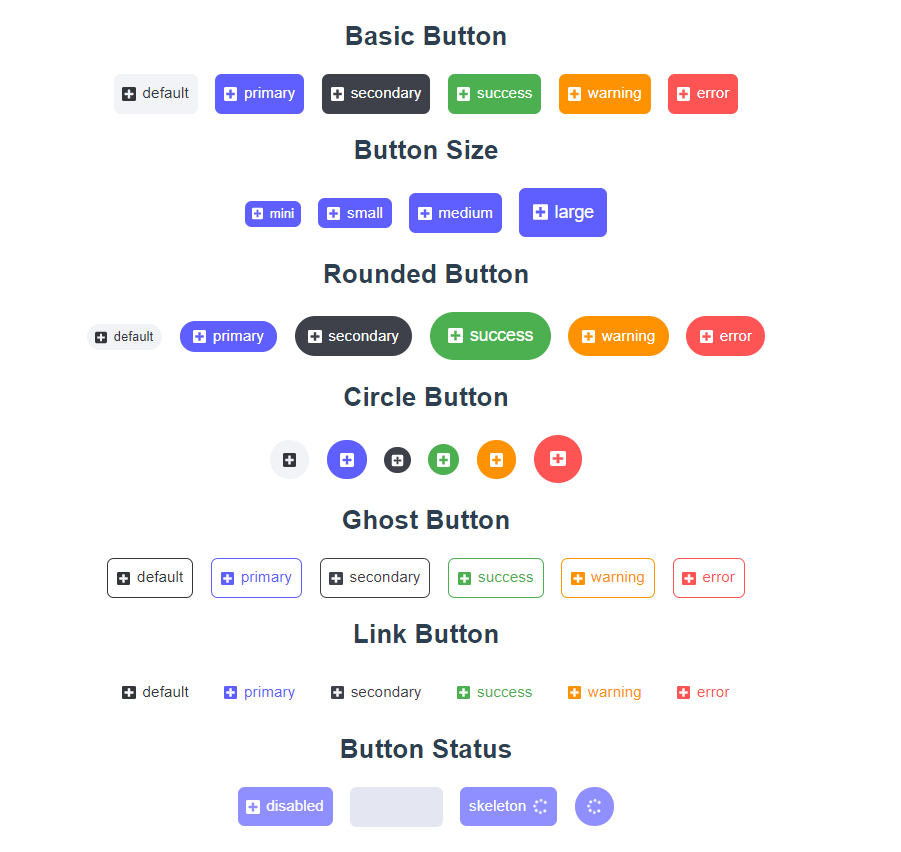 Basic Button
default primary secondary success warning error
Button Size
mini small medium large
Rounded Button
default primary secondary success warning error
Circle Button
Ghost Button
default primary secondary success warning error
Link Button
default primary secondary success warning error
Button Status
disabled skeleton